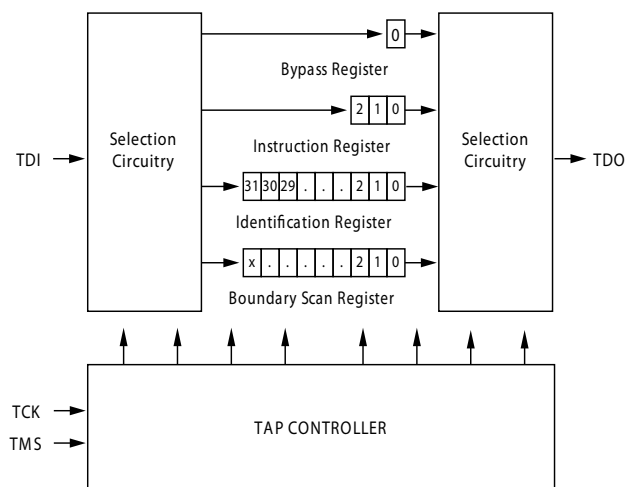 0
Bypass Register
2 1 0
Selection
Circuitry
Selection
Circuitry
TDI
TDO
Instruction Register
31 30 29 . . . 2 1 0
Identification Register
x . . . . . 2 1 0
Boundary Scan Register
TCK
TMS
TAP CONTROLLER